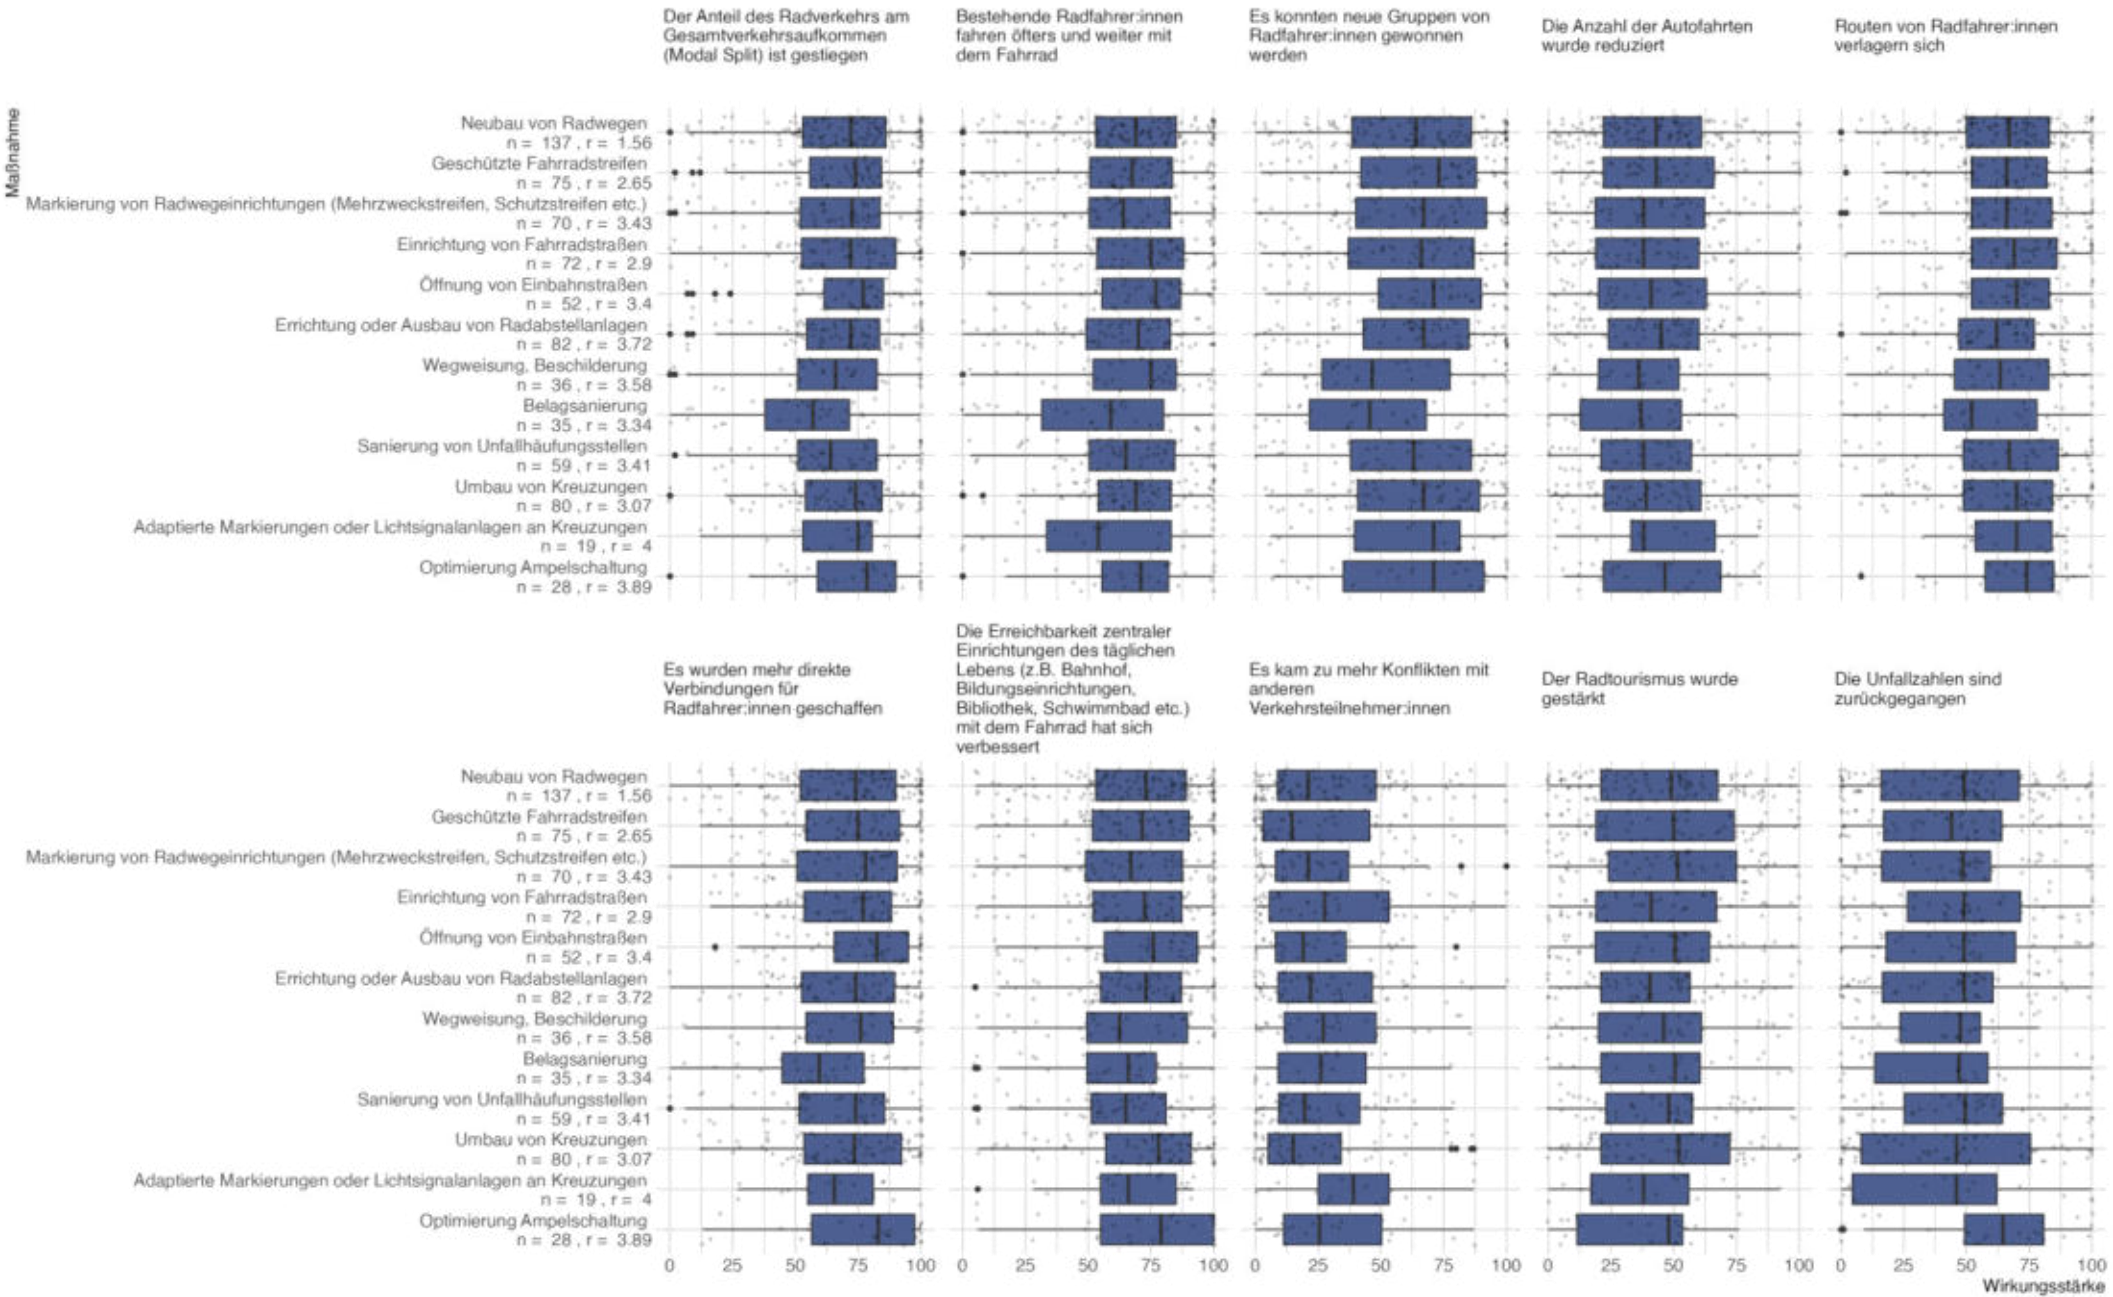 Der Anteil des Radverkehrs am
Gesamtverkehrsaufkommen
(Modal Split) ist gestiegen
Bestehende Radfahrer:innen
fahren öfters und weiter mit
dem Fahrrad
Es konnten neue Gruppen von
Radfahrer:innen gewonnen
werden
Die Anzahl der Autofahrten
wurde reduziert
Routen von Radfahrer:innen
verlagern sich
Maßnahme
Neubau von Radwegen
n = 137 , r = 1.56
Geschützte Fahrradstreifen
n = 75 , r = 2.65
Markierung von Radwegeinrichtungen (Mehrzweckstreifen, Schutzstreifen etc.)
n = 70 , r = 3.43
Einrichtung von Fahrradstraßen
n = 72 , r = 2.9
Öffnung von Einbahnstraßen
n = 52 , r = 3.4
Errichtung oder Ausbau von Radabstellanlagen
n = 82 , r = 3.72
Wegweisung, Beschilderung
n = 36 , r = 3.58
Belagsanierung
n = 35 , r = 3.34
Sanierung von Unfallhäufungsstellen
n = 59 , r = 3.41
Umbau von Kreuzungen
n = 80 , r = 3.07
Adaptierte Markierungen oder Lichtsignalanlagen an Kreuzungen
n = 19 , r = 4
Optimierung Ampelschaltung
n = 28 , r = 3.89
Es wurden mehr direkte
Verbindungen für
Radfahrer:innen geschaffen
Die Erreichbarkeit zentraler
Einrichtungen des täglichen
Lebens (z.B. Bahnhof,
Bildungseinrichtungen,
Bibliothek, Schwimmbad etc.)
mit dem Fahrrad hat sich
verbessert
Es kam zu mehr Konflikten mit
anderen
Verkehrsteilnehmer:innen
Der Radtourismus wurde
gestärkt
Die Unfallzahlen sind
zurückgegangen
Neubau von Radwegen
n = 137 , r = 1.56
Geschützte Fahrradstreifen
n = 75 , r = 2.65
Markierung von Radwegeinrichtungen (Mehrzweckstreifen, Schutzstreifen etc.)
n = 70 , r = 3.43
Einrichtung von Fahrradstraßen
n = 72 , r = 2.9
Öffnung von Einbahnstraßen
n = 52 , r = 3.4
Errichtung oder Ausbau von Radabstellanlagen
n = 82 , r = 3.72
Wegweisung, Beschilderung
n = 36 , r = 3.58
Belagsanierung
n = 35 , r = 3.34
Sanierung von Unfallhäufungsstellen
n = 59 , r = 3.41
Umbau von Kreuzungen
n = 80 , r = 3.07
Adaptierte Markierungen oder Lichtsignalanlagen an Kreuzungen
n = 19 , r = 4
Optimierung Ampelschaltung
n = 28 , r = 3.89
0 25 50 75 100 0 25 50 75 100 0 25 50 75 100 0 25 50 75 100 0 25 50 75 100
Wirkungsstärke